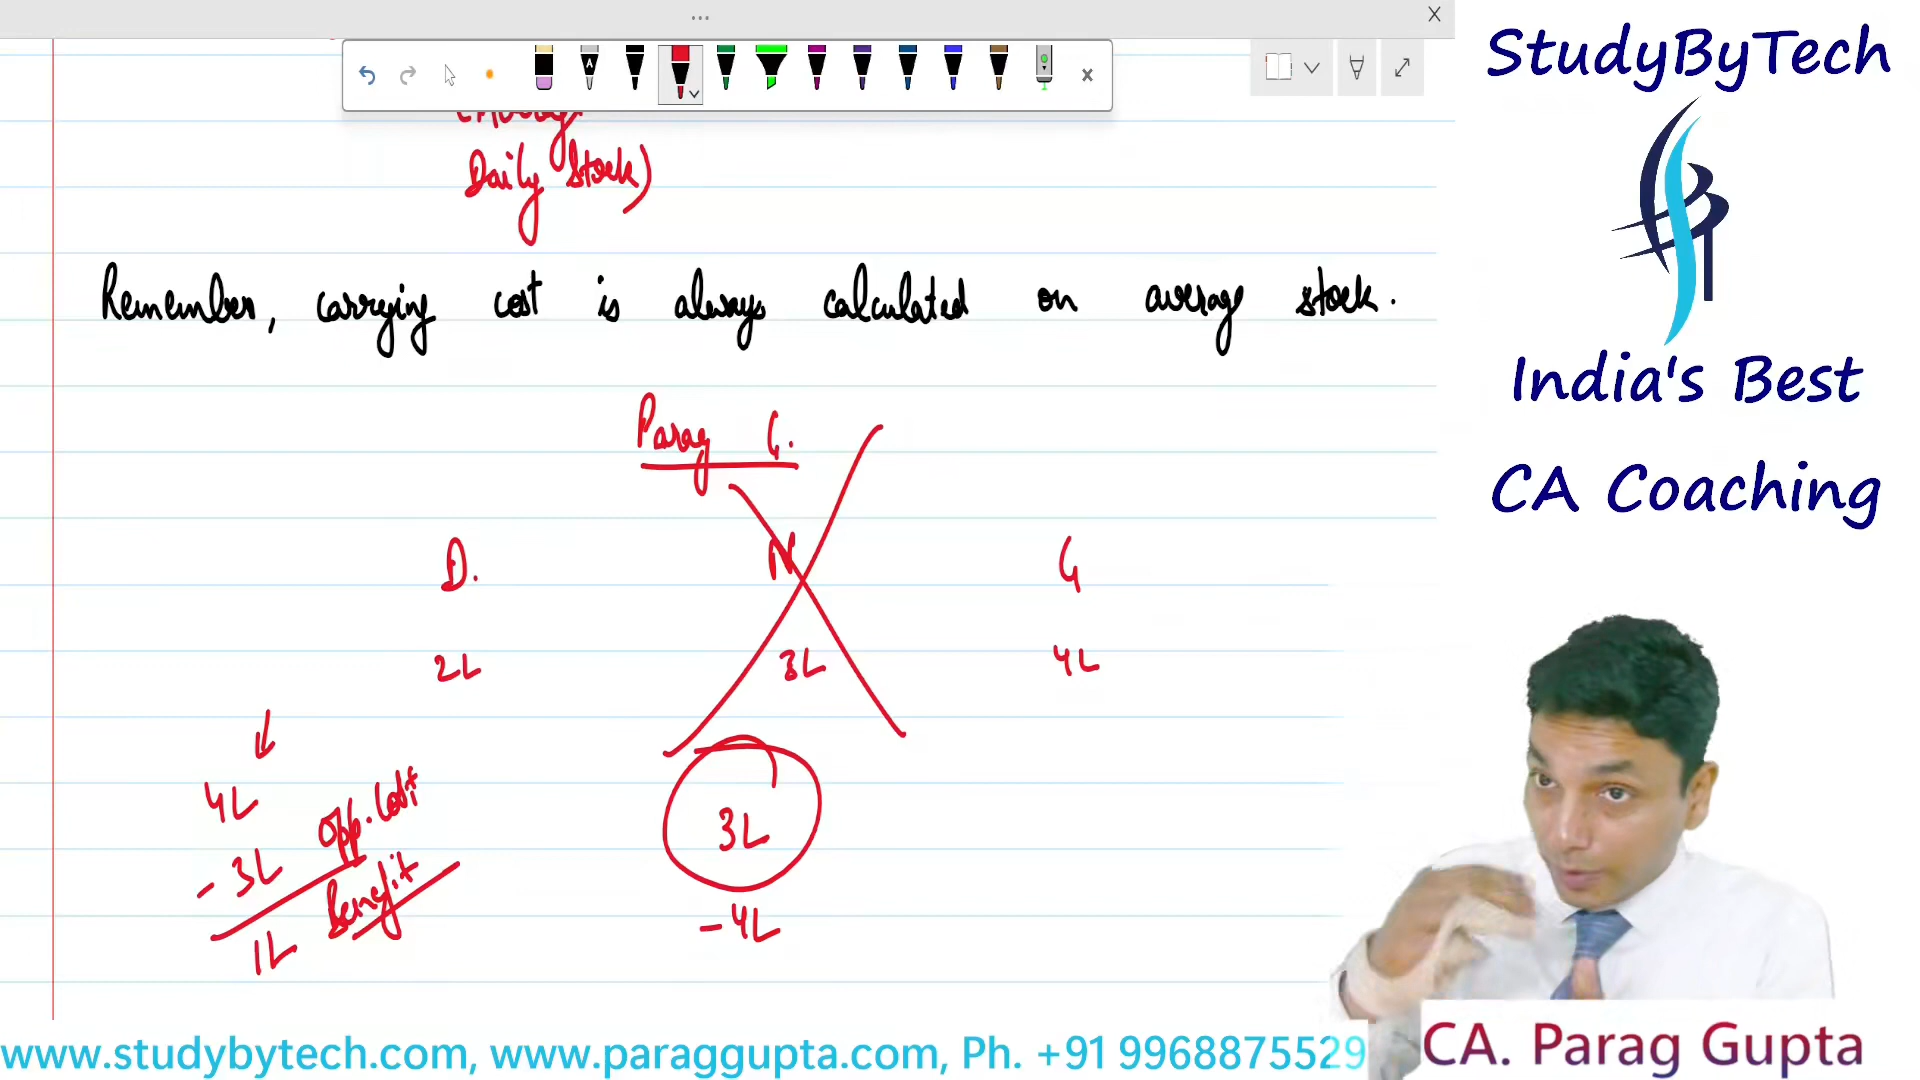 Daily Stock)
Remember, carrying cost is always calculated on average stock.
Parag G.
D. N G
2L 3L 4L
4L
- 3L Opp. Cost
1L Benefit
3L
- 4L
StudyByTech
India's Best
CA Coaching
www.studybytech.com, www.paraggupta.com, Ph. +91 9968875529
CA. Parag Gupta